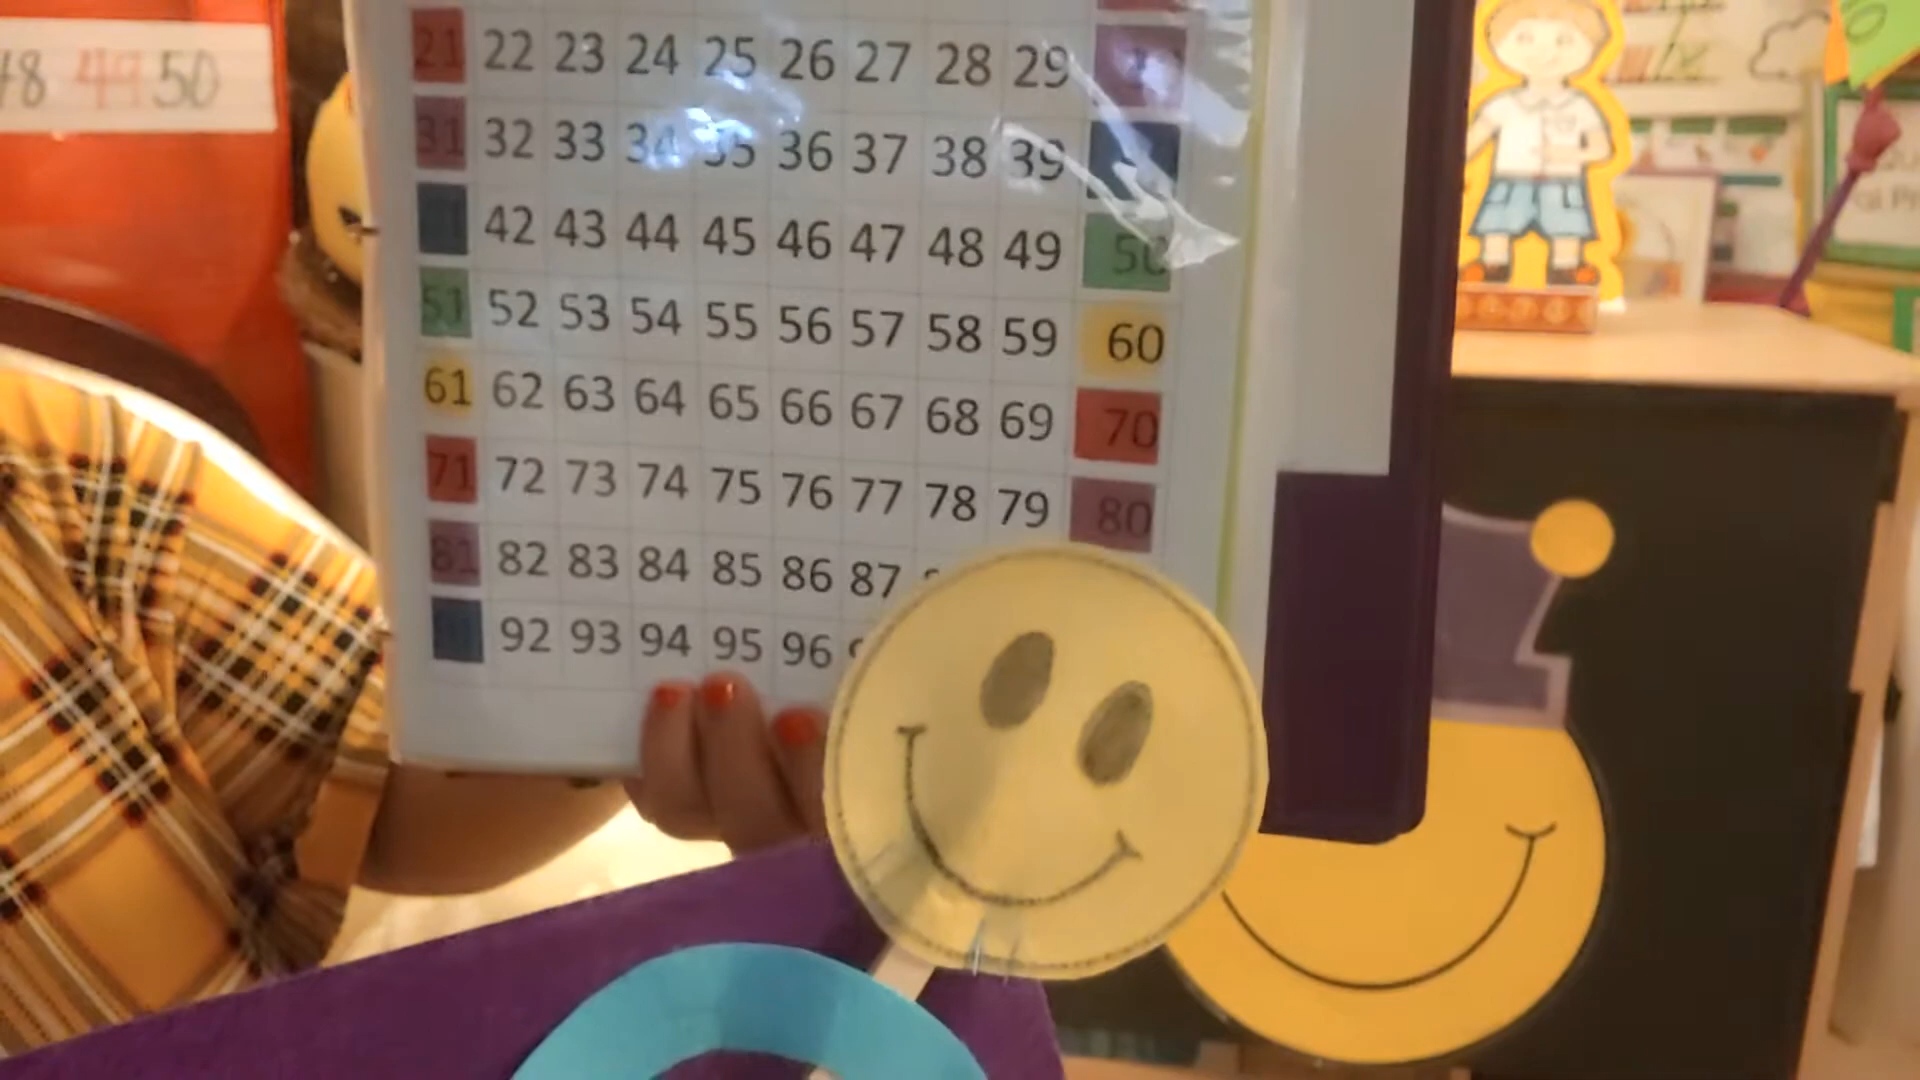 48 49 50
21 22 23 24 25 26 27 28 29
31 32 33 34 35 36 37 38 39
42 43 44 45 46 47 48 49 50
51 52 53 54 55 56 57 58 59 60
61 62 63 64 65 66 67 68 69 70
71 72 73 74 75 76 77 78 79 80
81 82 83 84 85 86 87
92 93 94 95 96